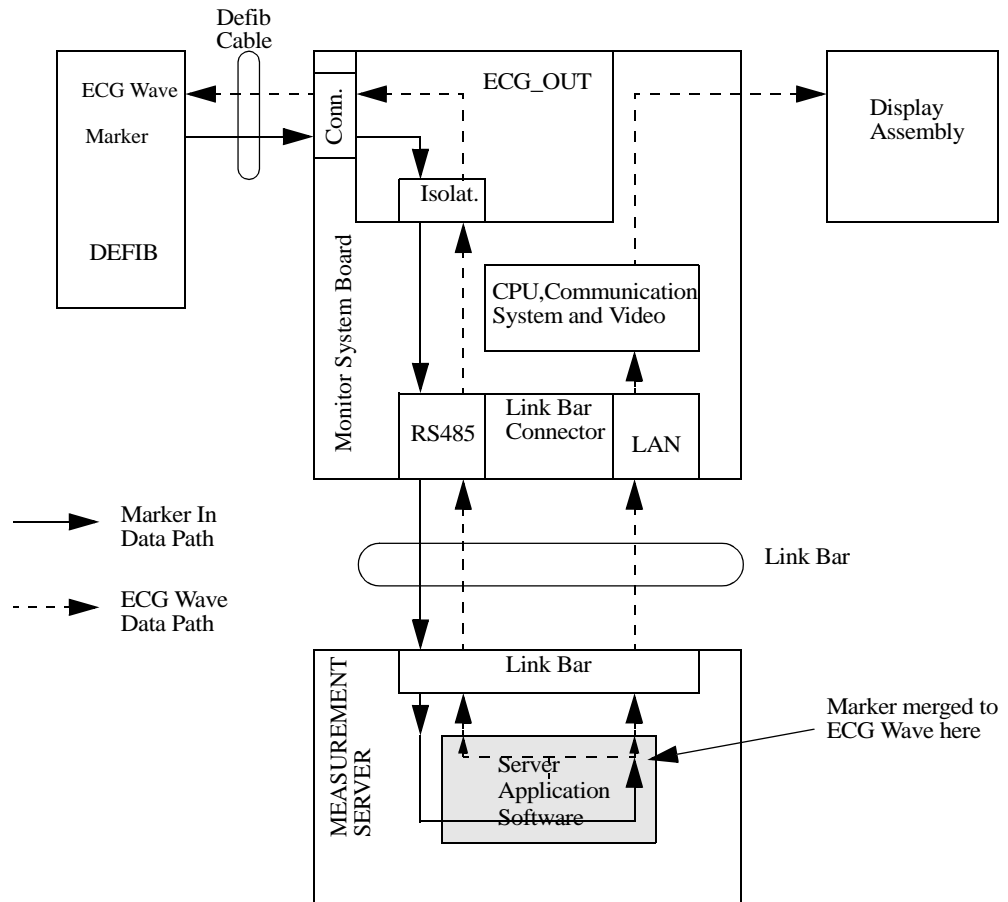 Defib
Cable
ECG Wave
Marker
DEFIB
Conn.
ECG_OUT
Isolat.
Display
Assembly
Monitor System Board
CPU,Communication
System and Video
RS485
Link Bar
Connector
LAN
Marker In
Data Path
ECG Wave
Data Path
Link Bar
MEASUREMENT
SERVER
Link Bar
Server
Application
Software
Marker merged to
ECG Wave here